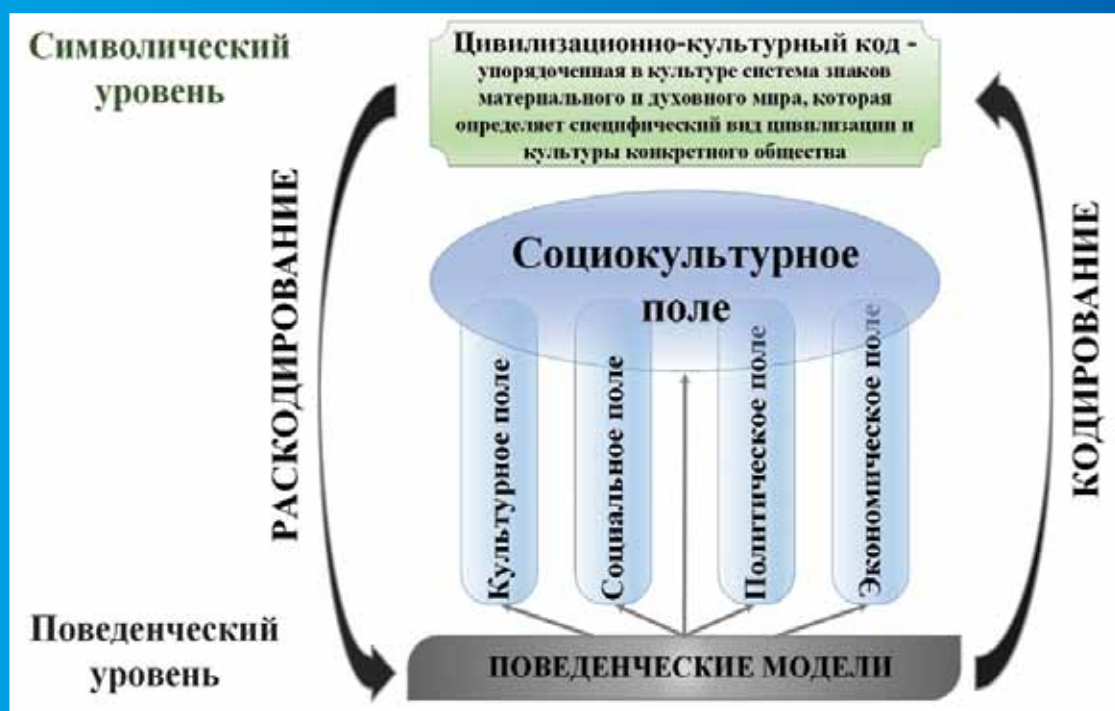 Символический
уровень
Цивилизационно-культурный код -
упорядоченная в культуре система знаков
материального и духовного мира, которая
определяет специфический вид цивилизации и
культуры конкретного общества
РАСКОДИРОВАНИЕ
КОДИРОВАНИЕ
Социокультурное
поле
Культурное поле
Социальное поле
Политическое поле
Экономическое поле
Поведенческий
уровень
ПОВЕДЕНЧЕСКИЕ МОДЕЛИ